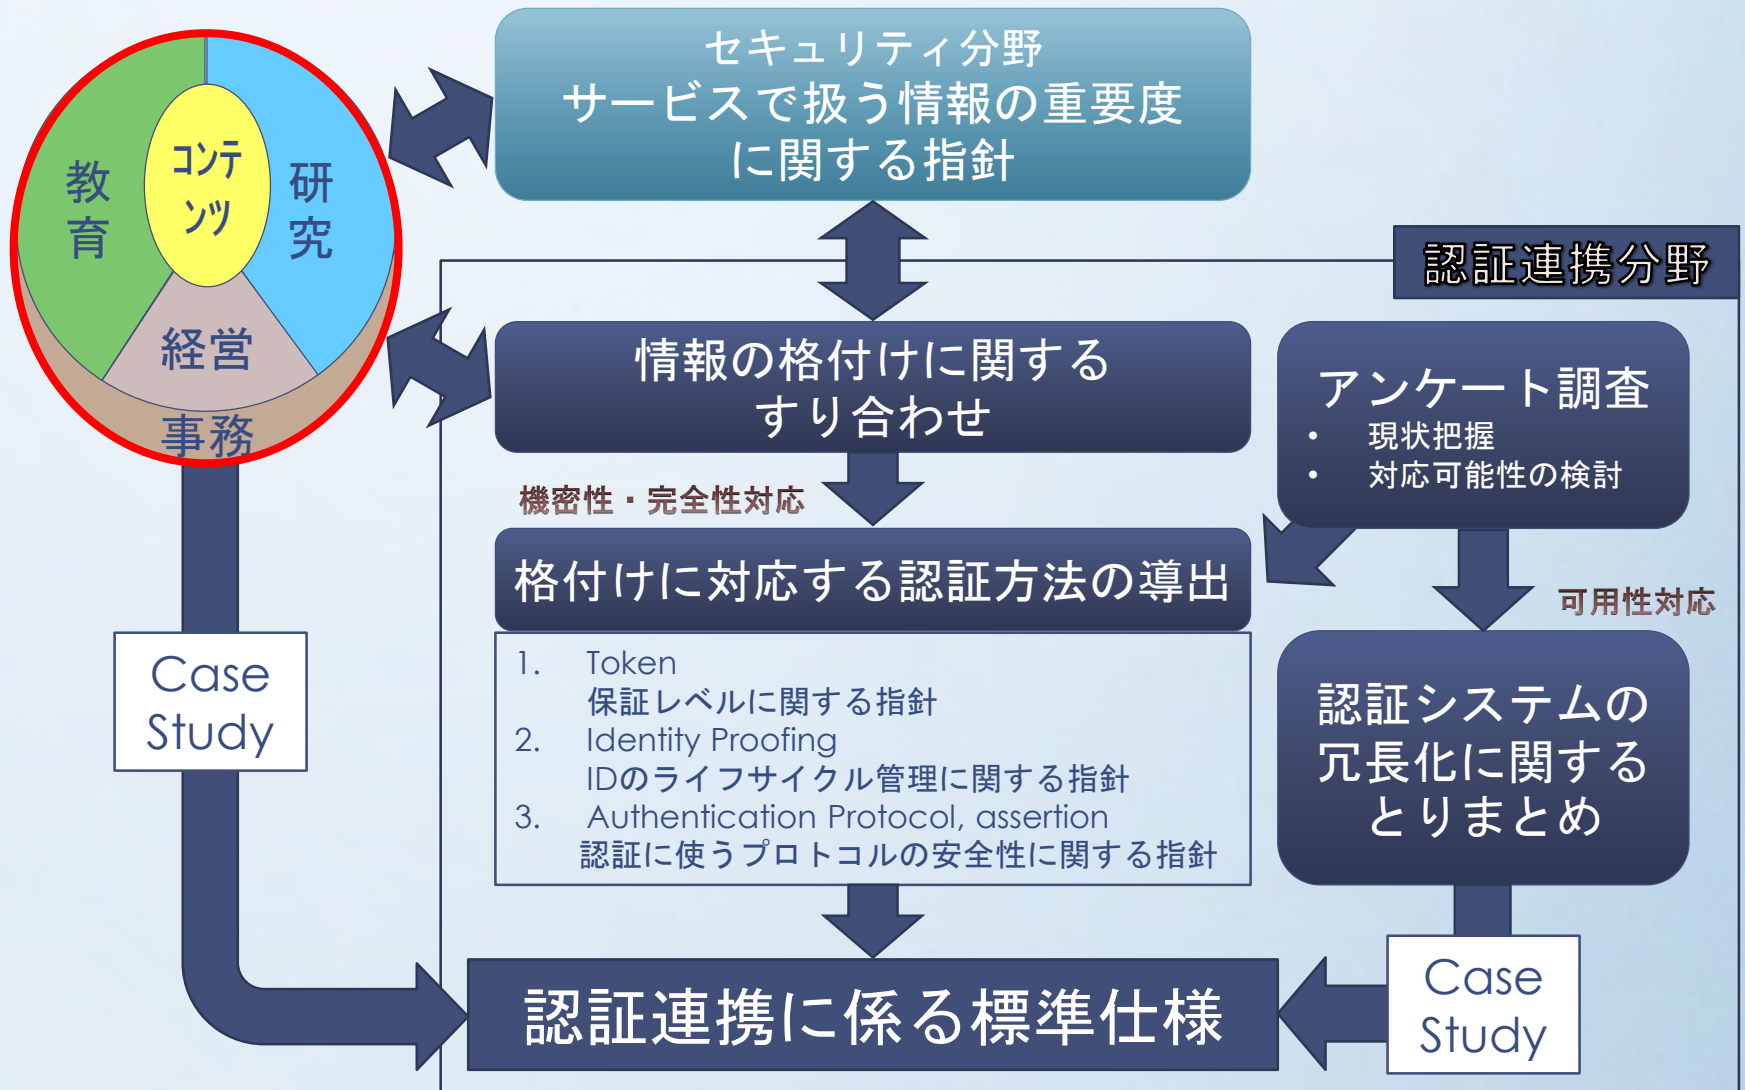 セキュリティ分野
サービスで扱う情報の重要度
に関する指針
教
育
コンテ
ンツ
研
究
経営
事務
認証連携分野
情報の格付けに関する
すり合わせ
アンケート調査
• 現状把握
• 対応可能性の検討
機密性・完全性対応
格付けに対応する認証方法の導出
可用性対応
1. Token
保証レベルに関する指針
2. Identity Proofing
IDのライフサイクル管理に関する指針
3. Authentication Protocol, assertion
認証に使うプロトコルの安全性に関する指針
認証システムの
冗長化に関する
とりまとめ
Case
Study
認証連携に係る標準仕様
Case
Study